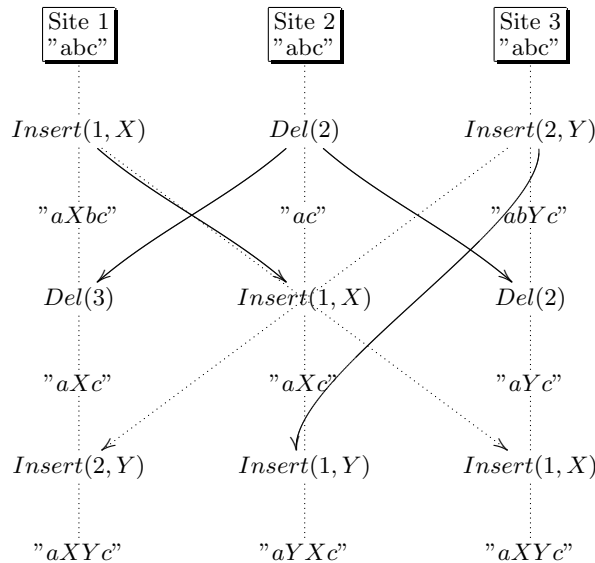 Site 1 Site 2 Site 3
"abc" "abc" "abc"
Insert(1, X) Del(2) Insert(2, Y)
"aXbc" "ac" "abYc"
Del(3) Insert(1, X) Del(2)
"aXc" "aXc" "aYc"
Insert(2, Y) Insert(1, Y) Insert(1, X)
"aXYc" "aYXc" "aXYc"